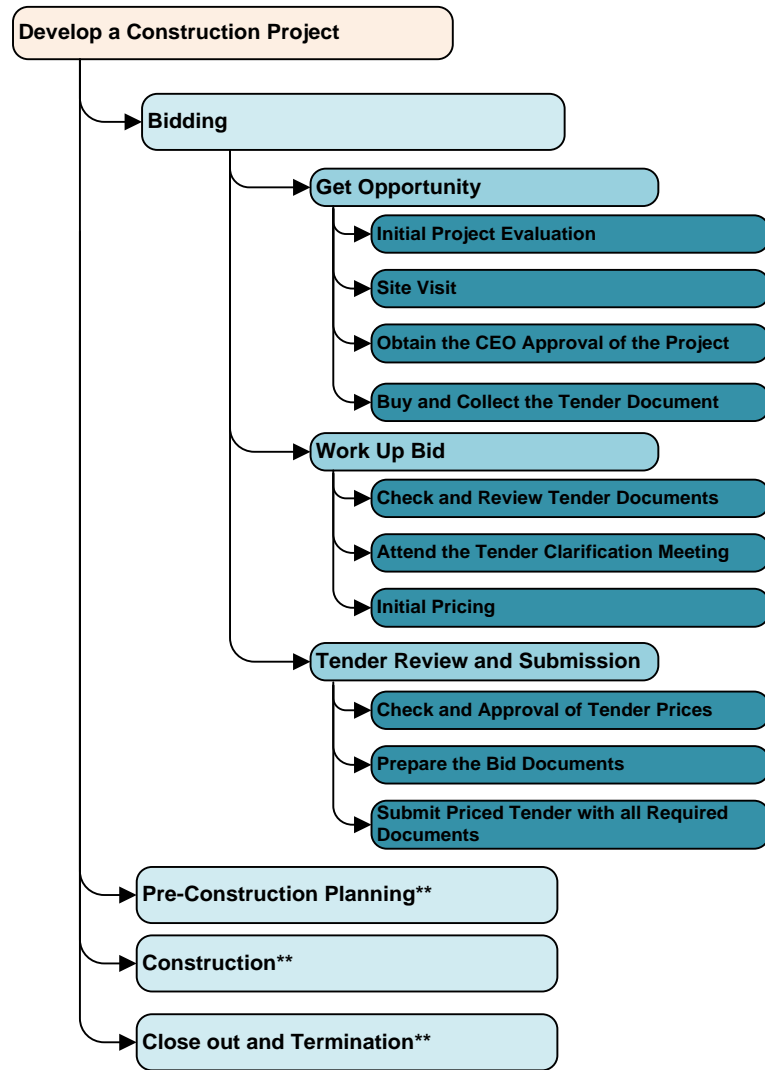 Develop a Construction Project
Bidding
Get Opportunity
Initial Project Evaluation
Site Visit
Obtain the CEO Approval of the Project
Buy and Collect the Tender Document
Work Up Bid
Check and Review Tender Documents
Attend the Tender Clarification Meeting
Initial Pricing
Tender Review and Submission
Check and Approval of Tender Prices
Prepare the Bid Documents
Submit Priced Tender with all Required
Documents
Pre-Construction Planning**
Construction**
Close out and Termination**